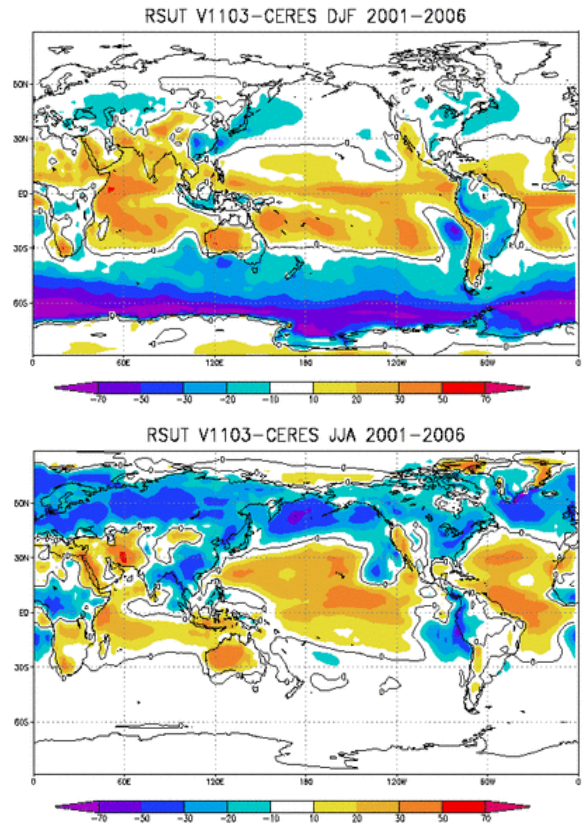 RSUT V1103-CERES DJF 2001-2006
60N
30N
EQ
30S
60S
0 60E 120E 180 120W 60W 0
-70 -50 -30 -20 -10 10 20 30 50 70
RSUT V1103-CERES JJA 2001-2006
60N
30N
EQ
30S
60S
0 60E 120E 180 120W 60W 0
-70 -50 -30 -20 -10 10 20 30 50 70